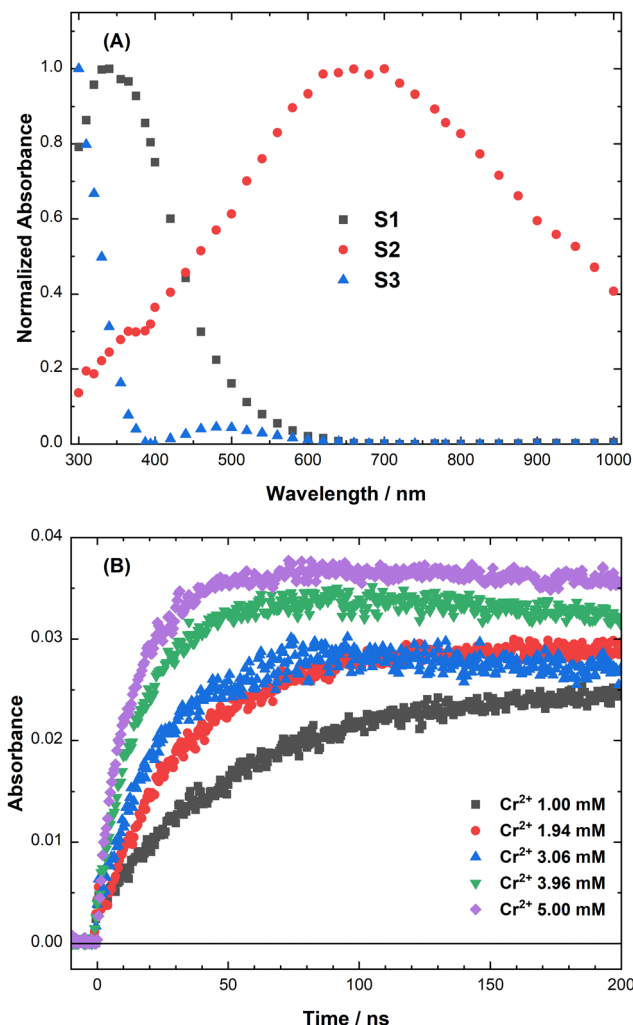 (A)
1.0
0.8
0.6
0.4
0.2
0.0
Normalized Absorbance
S1
S2
S3
300 400 500 600 700 800 900 1000
Wavelength / nm
(B)
0.04
0.03
0.02
0.01
0.00
Absorbance
Cr²⁺ 1.00 mM
Cr²⁺ 1.94 mM
Cr²⁺ 3.06 mM
Cr²⁺ 3.96 mM
Cr²⁺ 5.00 mM
0 50 100 150 200
Time / ns